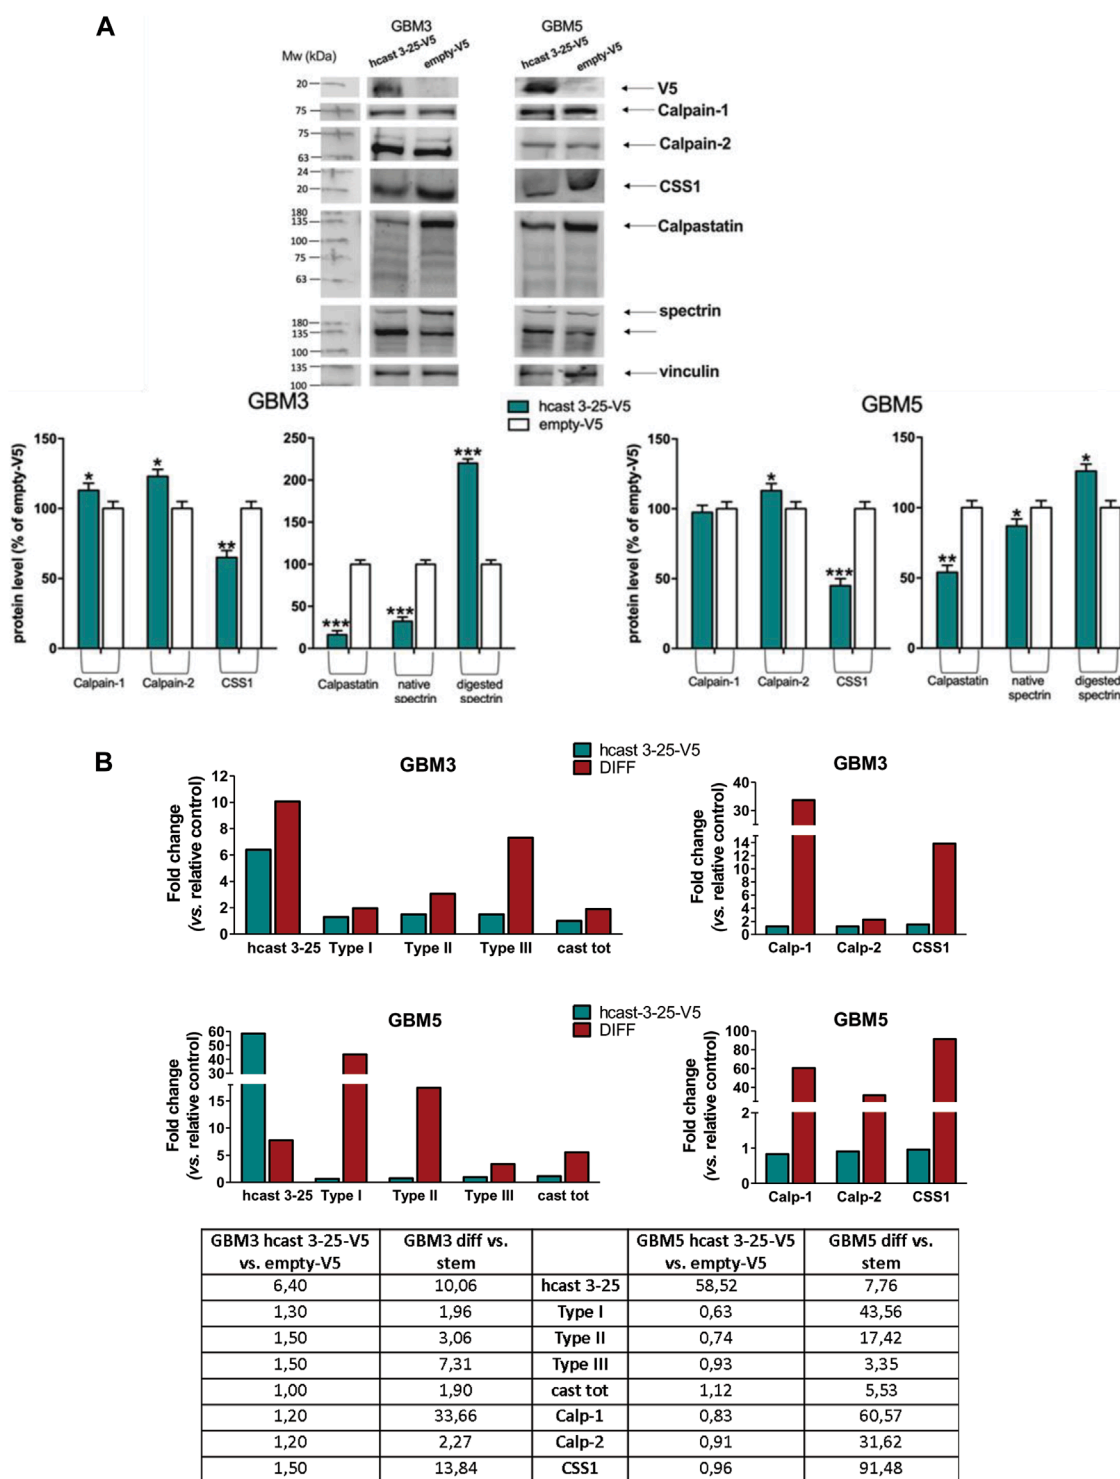 A
GBM3
GBM5
Mw (kDa)
hcast 3-25-V5
empty-V5
hcast 3-25-V5
empty-V5
20
V5
75
Calpain-1
75
63
Calpain-2
24
20
CSS1
180
135
100
75
63
Calpastatin
180
135
100
spectrin
135
100
vinculin
GBM3
hcast 3-25-V5
empty-V5
GBM5
protein level (% of empty-V5)
150
100
50
0
*
*
**
Calpain-1
Calpain-2
CSS1
250
200
150
100
50
0
***
***
***
Calpastatin
native spectrin
digested spectrin
protein level (% of empty-V5)
150
100
50
0
*
***
Calpain-1
Calpain-2
CSS1
150
100
50
0
**
*
*
Calpastatin
native spectrin
digested spectrin
B
hcast 3-25-V5
DIFF
GBM3
Fold change
(vs. relative control)
12
10
8
6
4
2
0
hcast 3-25 Type I Type II Type III cast tot
GBM3
Fold change
(vs. relative control)
40
30
14
12
10
8
6
4
2
0
Calp-1 Calp-2 CSS1
hcast-3-25-V5
DIFF
GBM5
Fold change
(vs. relative control)
60
50
40
30
15
10
5
0
hcast 3-25 Type I Type II Type III cast tot
GBM5
Fold change
(vs. relative control)
100
80
60
40
2
1
0
Calp-1 Calp-2 CSS1
GBM3 hcast 3-25-V5 vs. empty-V5 GBM3 diff vs. stem GBM5 hcast 3-25-V5 vs. empty-V5 GBM5 diff vs. stem
6,40 10,06 hcast 3-25 58,52 7,76
1,30 1,96 Type I 0,63 43,56
1,50 3,06 Type II 0,74 17,42
1,50 7,31 Type III 0,93 3,35
1,00 1,90 cast tot 1,12 5,53
1,20 33,66 Calp-1 0,83 60,57
1,20 2,27 Calp-2 0,91 31,62
1,50 13,84 CSS1 0,96 91,48